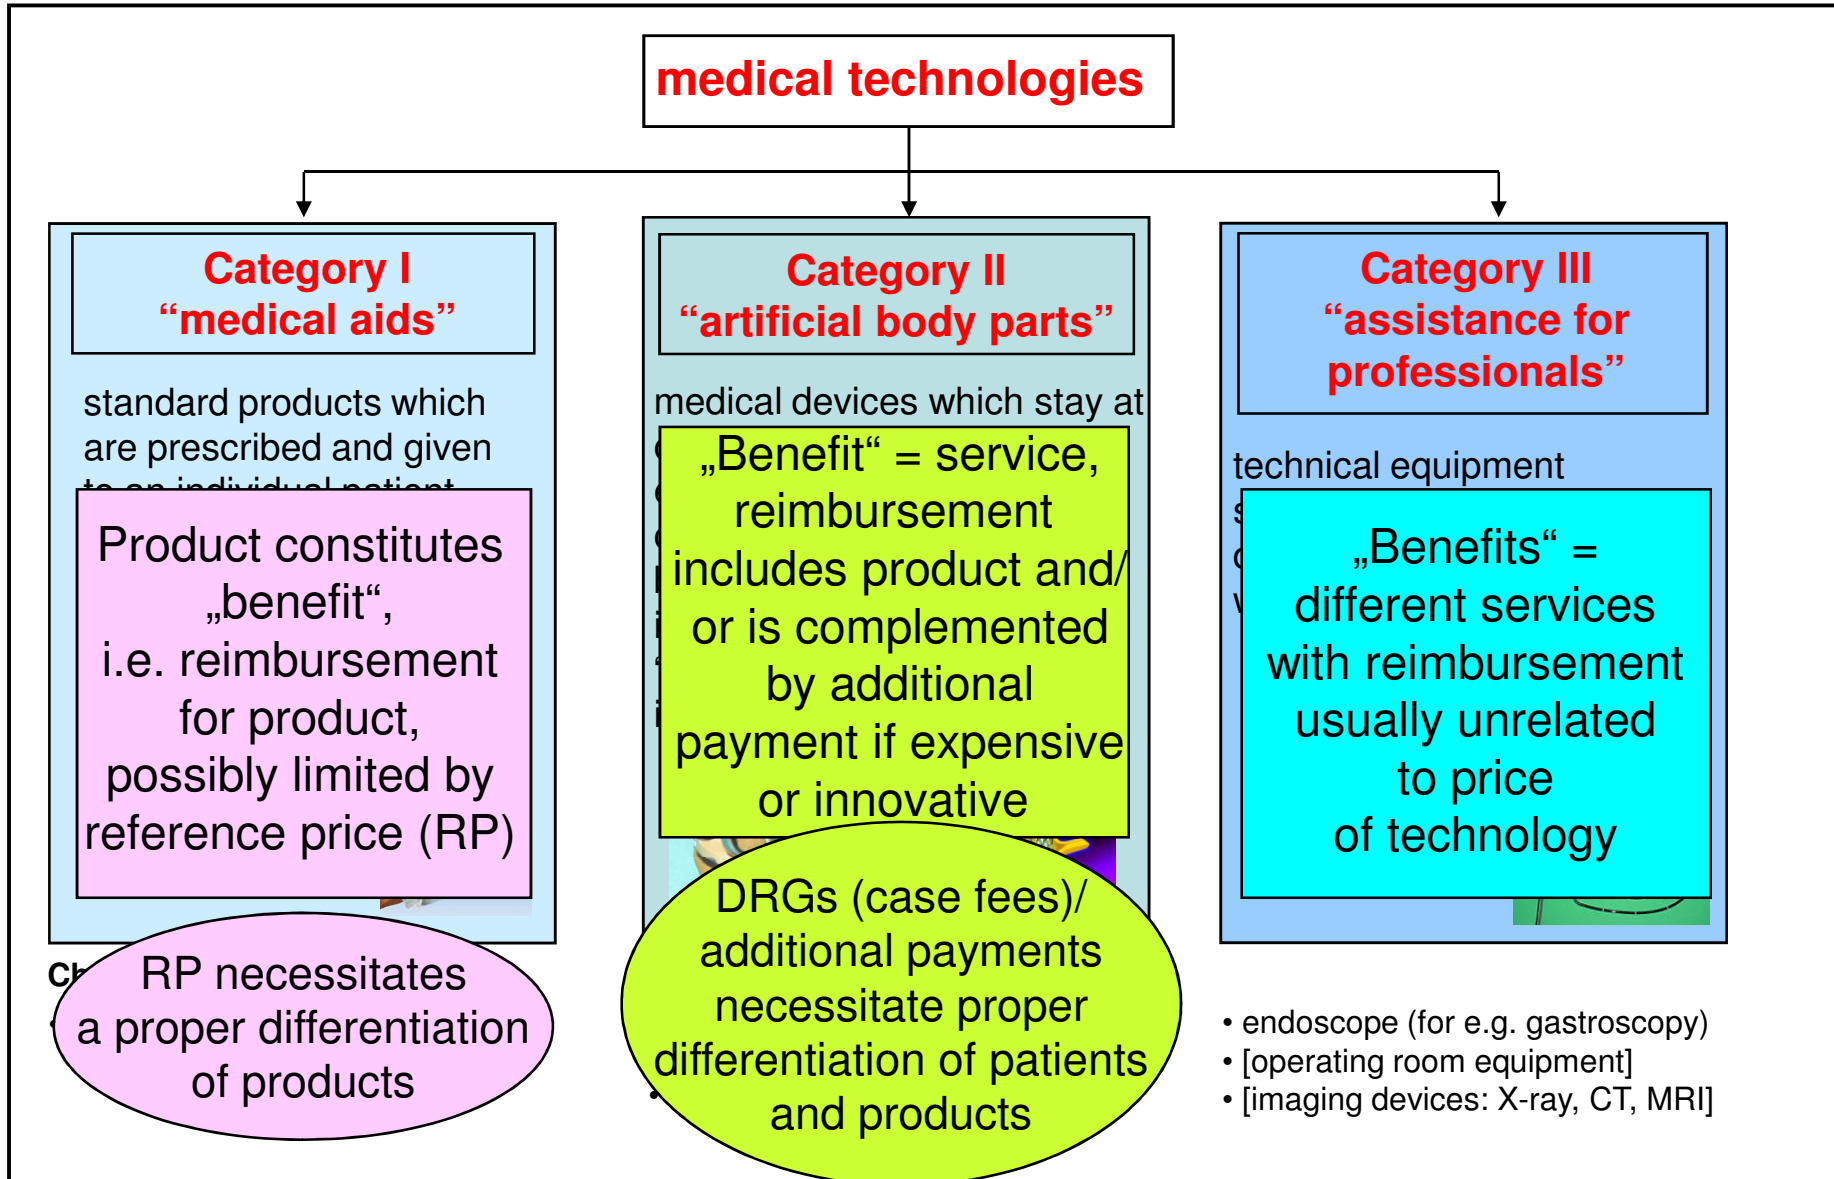 medical technologies
Category I
“medical aids”
standard products which
are prescribed and given
to an individual patient
Product constitutes
„benefit“,
i.e. reimbursement
for product,
possibly limited by
reference price (RP)
RP necessitates
a proper differentiation
of products
Category II
“artificial body parts”
medical devices which stay at
„Benefit“ = service,
reimbursement
includes product and/
or is complemented
by additional
payment if expensive
or innovative
DRGs (case fees)/
additional payments
necessitate proper
differentiation of patients
and products
Category III
“assistance for
professionals”
technical equipment
„Benefits“ =
different services
with reimbursement
usually unrelated
to price
of technology
• endoscope (for e.g. gastroscopy)
• [operating room equipment]
• [imaging devices: X-ray, CT, MRI]